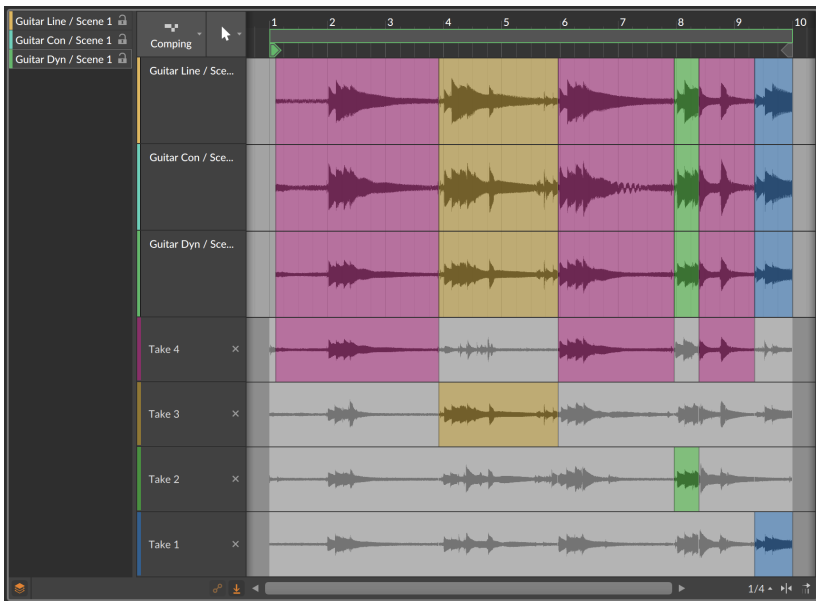 Guitar Line / Scene 1
Guitar Con / Scene 1
Guitar Dyn / Scene 1
Comping
1 2 3 4 5 6 7 8 9 10
Guitar Line / Sce...
Guitar Con / Sce...
Guitar Dyn / Sce...
Take 4
Take 3
Take 2
Take 1
1/4